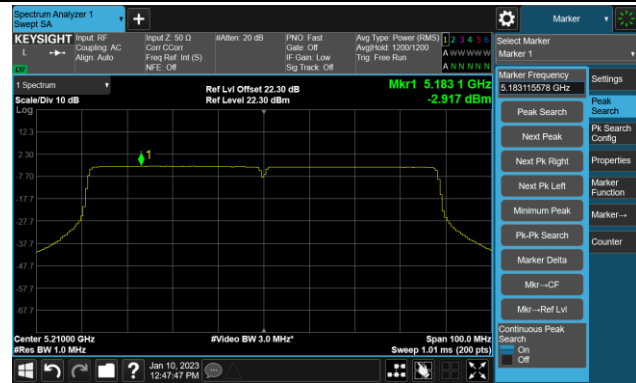 Spectrum Analyzer 1
Swept SA
Marker
KEYSIGHT
Input: RF
Coupling: AC
Align: Auto
Input Z: 50 Ω
Corr CCorr
Freq Ref: Int (S)
NFE: Off
#Atten: 20 dB
PNO: Fast
Gate: Off
IF Gain: Low
Sig Track: Off
Avg Type: Power (RMS)
Avg|Hold: 1200/1200
Trig: Free Run
1 2 3 4 5 6
A W W W W W
A N N N N N
L
Select Marker
Marker 1
1 Spectrum
Scale/Div 10 dB
Log
Ref Lvl Offset 22.30 dB
Ref Level 22.30 dBm
Mkr1 5.183 1 GHz
-2.917 dBm
12.3
2.30
-7.70
-17.7
-27.7
-37.7
-47.7
-57.7
-67.7
1
Center 5.21000 GHz
#Res BW 1.0 MHz
#Video BW 3.0 MHz*
Span 100.0 MHz
Sweep 1.01 ms (200 pts)
Marker Frequency
5.183115578 GHz
Peak Search
Next Peak
Next Pk Right
Next Pk Left
Minimum Peak
Pk-Pk Search
Marker Delta
Mkr→CF
Mkr→Ref Lvl
Continuous Peak
Search
On
Off
Settings
Peak
Search
Pk Search
Config
Properties
Marker
Function
Marker→
Counter
?
Jan 10, 2023
12:47:47 PM